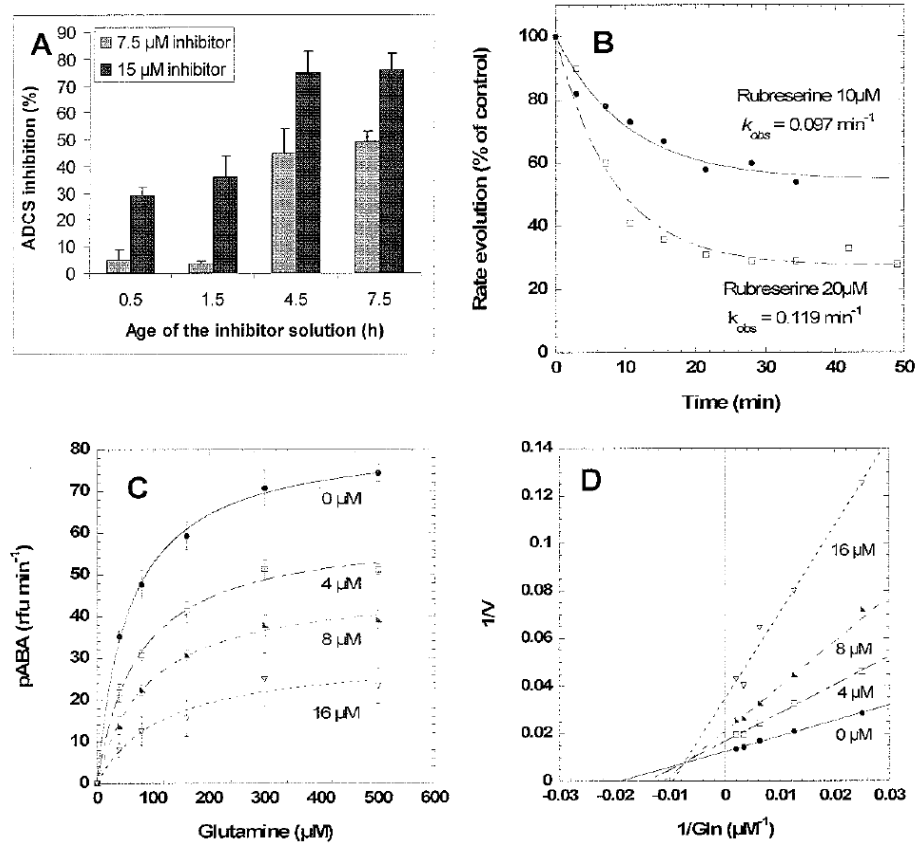 A
7.5 µM inhibitor
15 µM inhibitor
90
80
70
60
50
40
30
20
10
0
ADCS inhibition (%)
0.5 1.5 4.5 7.5
Age of the inhibitor solution (h)
B
100
80
60
40
20
0
Rate evolution (% of control)
Rubreserine 10µM
kobs = 0.097 min-1
Rubreserine 20µM
kobs = 0.119 min-1
0 10 20 30 40 50
Time (min)
C
80
70
60
50
40
30
20
10
0
pABA (rfu min-1)
0 µM
4 µM
8 µM
16 µM
0 100 200 300 400 500 600
Glutamine (µM)
D
0.14
0.12
0.1
0.08
0.06
0.04
0.02
0
1/V
16 µM
8 µM
4 µM
0 µM
-0.03 -0.02 -0.01 0 0.01 0.02 0.03
1/Gln (µM-1)